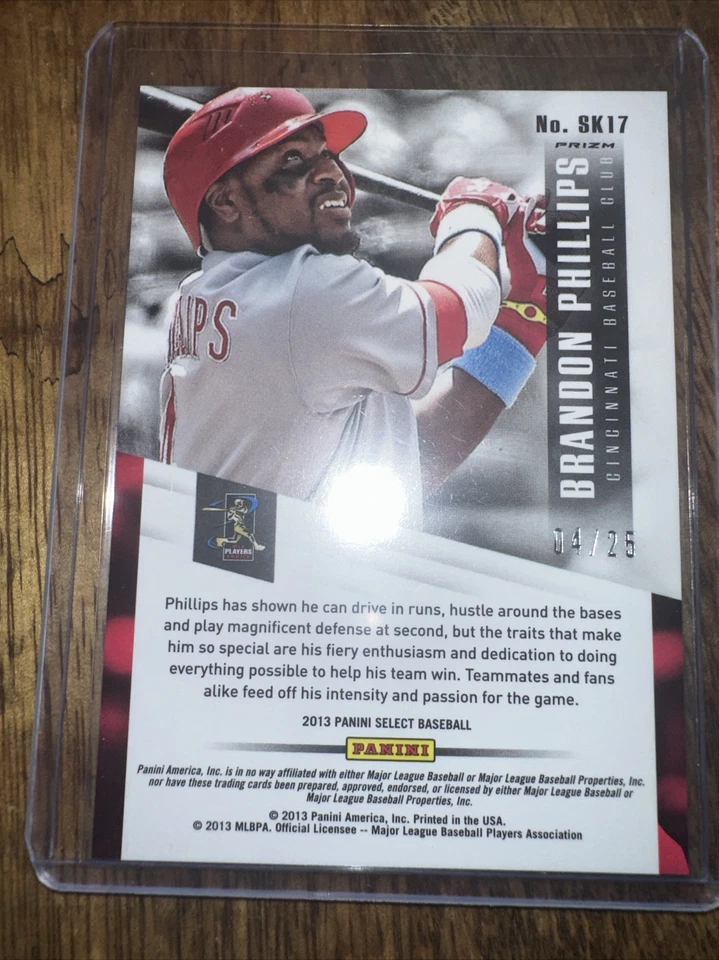 No. SK17
PRIZM
BRANDON PHILLIPS
CINCINNATI BASEBALL CLUB
04/25
PLAYERS
CHOICE
Phillips has shown he can drive in runs, hustle around the bases
and play magnificent defense at second, but the traits that make
him so special are his fiery enthusiasm and dedication to doing
everything possible to help his team win. Teammates and fans
alike feed off his intensity and passion for the game.
2013 PANINI SELECT BASEBALL
PANINI
Panini America, Inc. is in no way affiliated with either Major League Baseball or Major League Baseball Properties, Inc.
nor have these trading cards been prepared, approved, endorsed, or licensed by either Major League Baseball or
Major League Baseball Properties, Inc.
© 2013 Panini America, Inc. Printed in the USA.
© 2013 MLBPA. Official Licensee -- Major League Baseball Players Association